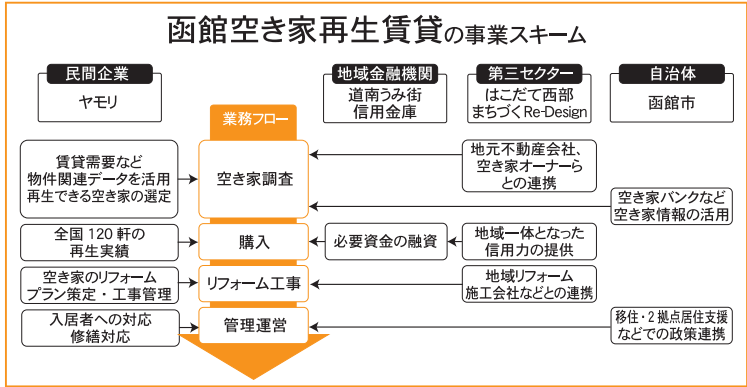 函館空き家再生賃貸の事業スキーム
民間企業
ヤモリ
地域金融機関
道南うみ街
信用金庫
第三セクター
はこだて西部
まちづくRe-Design
自治体
函館市
業務フロー
賃貸需要など
物件関連データを活用
再生できる空き家の選定
空き家調査
地元不動産会社、
空き家オーナーら
との連携
空き家バンクなど
空き家情報の活用
全国120軒の
再生実績
購入
必要資金の融資
地域一体となった
信用力の提供
空き家のリフォーム
プラン策定・工事管理
リフォーム工事
地域リフォーム
施工会社などとの連携
入居者への対応
修繕対応
管理運営
移住・2拠点居住支援
などでの政策連携